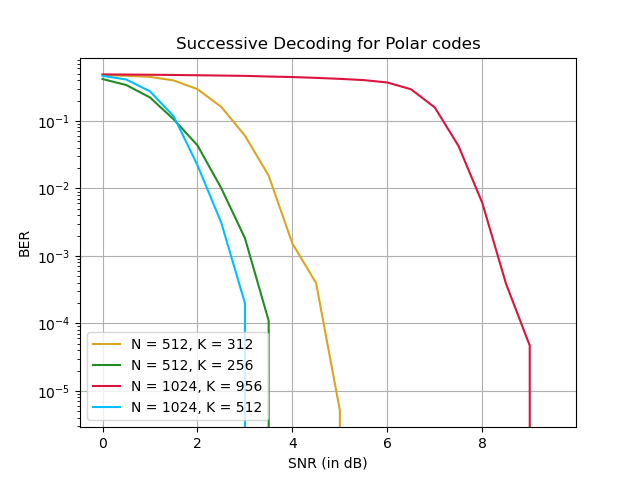 Successive Decoding for Polar codes
BER
10⁻¹
10⁻²
10⁻³
10⁻⁴
10⁻⁵
N = 512, K = 312
N = 512, K = 256
N = 1024, K = 956
N = 1024, K = 512
0 2 4 6 8
SNR (in dB)